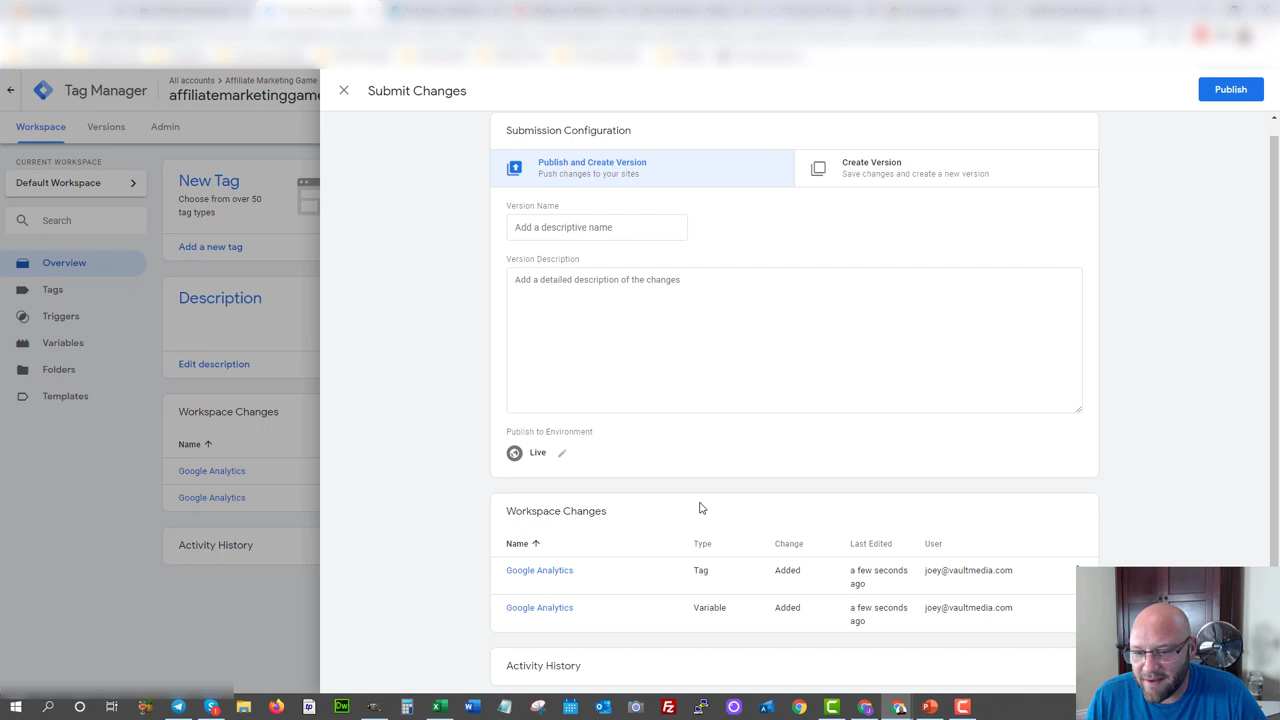 Tag Manager
All accounts > Affiliate Marketing Game
affiliatemarketinggame
Submit Changes
Publish
Workspace
Versions
Admin
CURRENT WORKSPACE
Default Workspace
Search
Overview
Tags
Triggers
Variables
Folders
Templates
New Tag
Choose from over 50
tag types
Add a new tag
Description
Edit description
Workspace Changes
Name
Google Analytics
Google Analytics
Activity History
Submission Configuration
Publish and Create Version
Push changes to your sites
Create Version
Save changes and create a new version
Version Name
Add a descriptive name
Version Description
Add a detailed description of the changes
Publish to Environment
Live
Workspace Changes
Name Type Change Last Edited User
Google Analytics Tag Added a few seconds ago joey@vaultmedia.com
Google Analytics Variable Added a few seconds ago joey@vaultmedia.com
Activity History